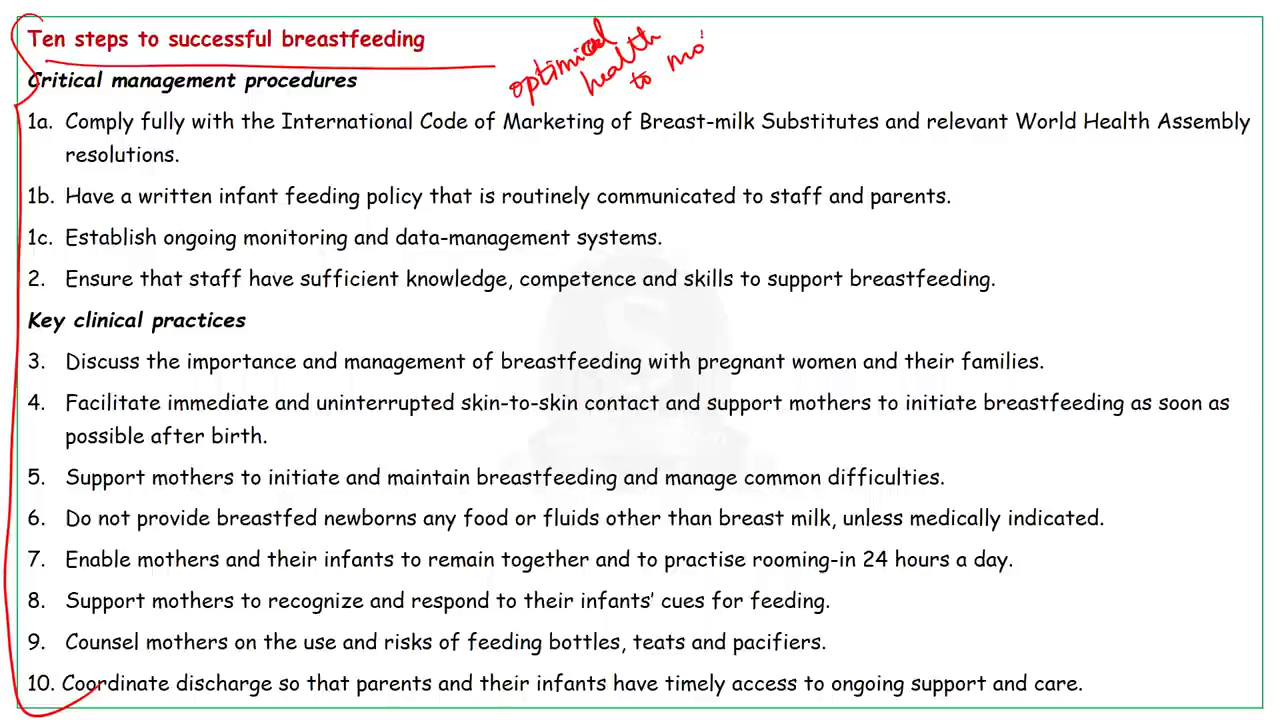 Ten steps to successful breastfeeding
optimical
health
to mo
Critical management procedures
1a. Comply fully with the International Code of Marketing of Breast-milk Substitutes and relevant World Health Assembly
resolutions.
1b. Have a written infant feeding policy that is routinely communicated to staff and parents.
1c. Establish ongoing monitoring and data-management systems.
2. Ensure that staff have sufficient knowledge, competence and skills to support breastfeeding.
Key clinical practices
3. Discuss the importance and management of breastfeeding with pregnant women and their families.
4. Facilitate immediate and uninterrupted skin-to-skin contact and support mothers to initiate breastfeeding as soon as
possible after birth.
5. Support mothers to initiate and maintain breastfeeding and manage common difficulties.
6. Do not provide breastfed newborns any food or fluids other than breast milk, unless medically indicated.
7. Enable mothers and their infants to remain together and to practise rooming-in 24 hours a day.
8. Support mothers to recognize and respond to their infants' cues for feeding.
9. Counsel mothers on the use and risks of feeding bottles, teats and pacifiers.
10. Coordinate discharge so that parents and their infants have timely access to ongoing support and care.